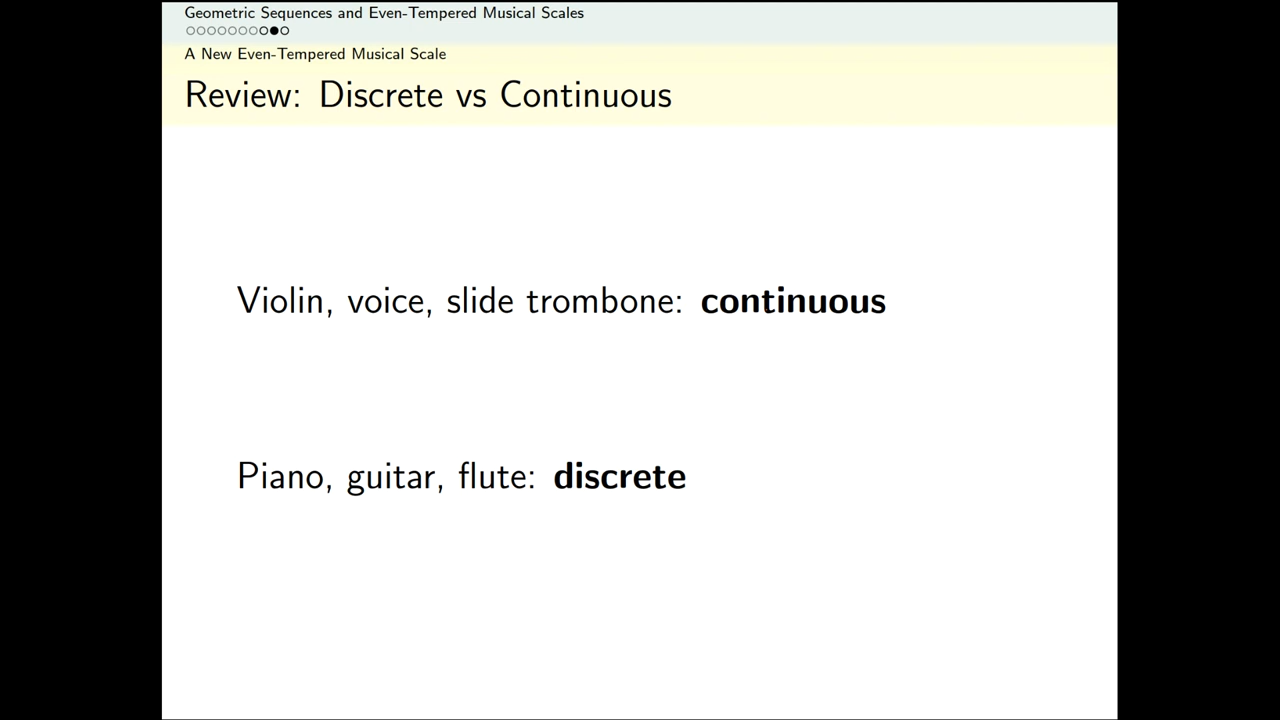 Geometric Sequences and Even-Tempered Musical Scales
A New Even-Tempered Musical Scale
Review: Discrete vs Continuous
Violin, voice, slide trombone: continuous
Piano, guitar, flute: discrete